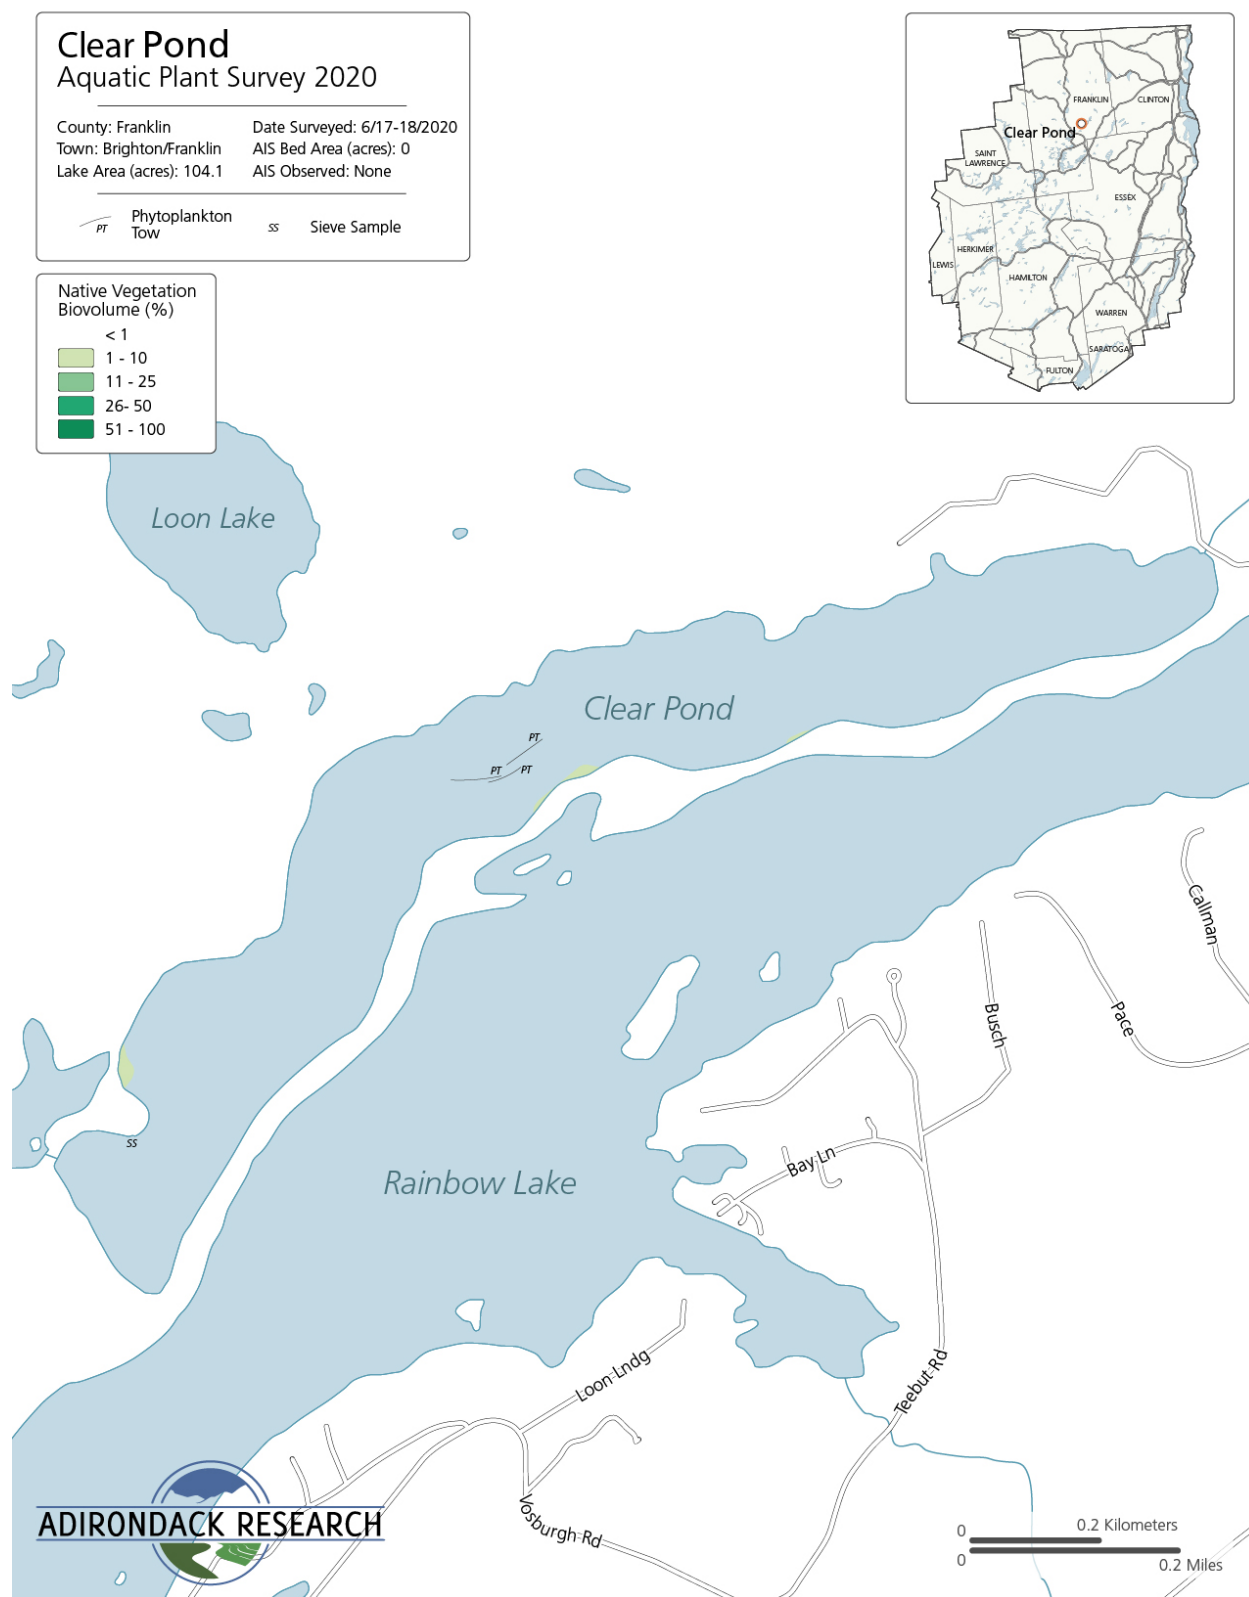 Clear Pond
Aquatic Plant Survey 2020
County: Franklin
Town: Brighton/Franklin
Lake Area (acres): 104.1
Date Surveyed: 6/17-18/2020
AIS Bed Area (acres): 0
AIS Observed: None
PT
Phytoplankton
Tow
SS
Sieve Sample
Native Vegetation
Biovolume (%)
< 1
1 - 10
11 - 25
26- 50
51 - 100
FRANKLIN
CLINTON
Clear Pond
SAINT
LAWRENCE
ESSEX
HERKIMER
LEWIS
HAMILTON
WARREN
SARATOGA
FULTON
Loon Lake
Clear Pond
PT
PT
PT
Gallman
Pace
Busch
SS
Bay Ln
Rainbow Lake
Loon Lndg
Teebut Rd
Vosburgh Rd
ADIRONDACK RESEARCH
0
0.2 Kilometers
0
0.2 Miles